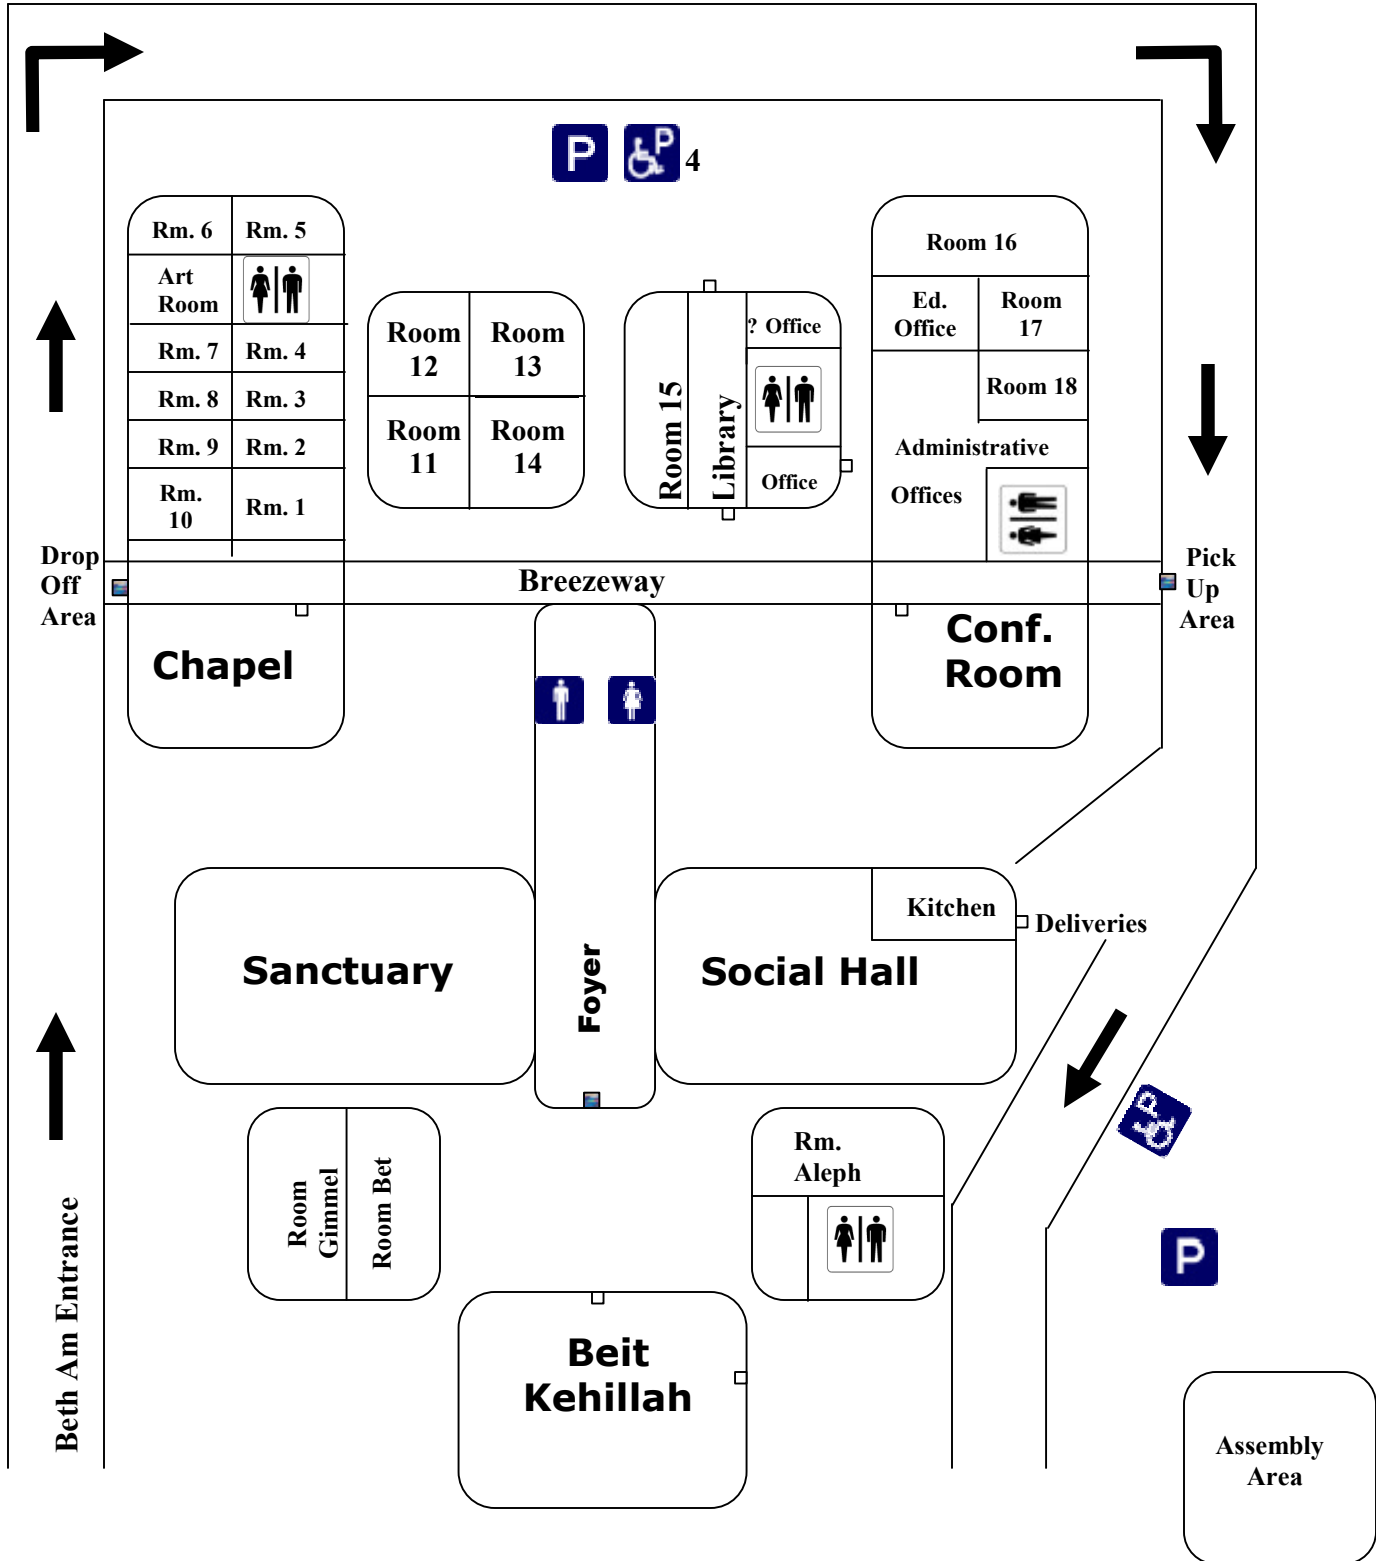 P
P
4
Rm. 6
Rm. 5
Art
Room
Rm. 7
Rm. 4
Rm. 8
Rm. 3
Rm. 9
Rm. 2
Rm.
10
Rm. 1
Room
12
Room
13
Room
11
Room
14
Room 15
Library
? Office
Office
Room 16
Ed.
Office
Room
17
Room 18
Administrative
Offices
Drop
Off
Area
Breezeway
Pick
Up
Area
Chapel
Conf.
Room
Sanctuary
Foyer
Social Hall
Kitchen
Deliveries
P
Room
Gimmel
Room Bet
Rm.
Aleph
P
Beth Am Entrance
Beit
Kehillah
Assembly
Area